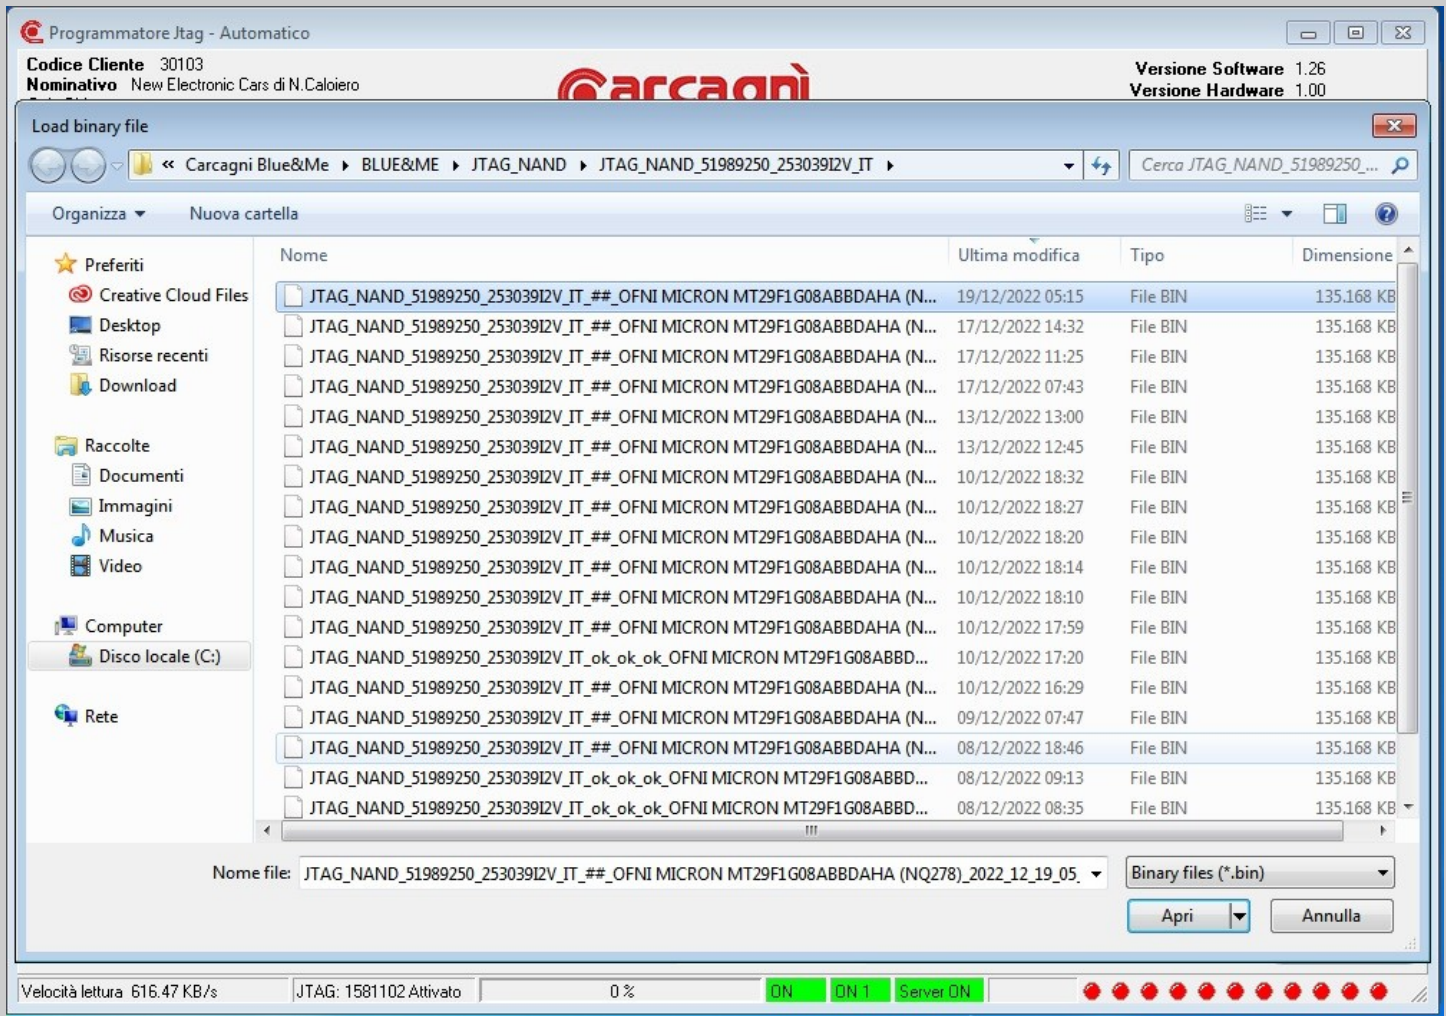 Programmatore Jtag - Automatico
Codice Cliente 30103
Nominativo New Electronic Cars di N.Caloiero
Carcagnì
Versione Software 1.26
Versione Hardware 1.00
Load binary file
« Carcagni Blue&Me BLUE&ME JTAG_NAND JTAG_NAND_51989250_253039I2V_IT
Cerca JTAG_NAND_51989250_...
Organizza Nuova cartella
Nome Ultima modifica Tipo Dimensione
Preferiti
Creative Cloud Files
Desktop
Risorse recenti
Download
Raccolte
Documenti
Immagini
Musica
Video
Computer
Disco locale (C:)
Rete
JTAG_NAND_51989250_253039I2V_IT_##_OFNI MICRON MT29F1G08ABBDAHA (N... 19/12/2022 05:15 File BIN 135.168 KB
JTAG_NAND_51989250_253039I2V_IT_##_OFNI MICRON MT29F1G08ABBDAHA (N... 17/12/2022 14:32 File BIN 135.168 KB
JTAG_NAND_51989250_253039I2V_IT_##_OFNI MICRON MT29F1G08ABBDAHA (N... 17/12/2022 11:25 File BIN 135.168 KB
JTAG_NAND_51989250_253039I2V_IT_##_OFNI MICRON MT29F1G08ABBDAHA (N... 17/12/2022 07:43 File BIN 135.168 KB
JTAG_NAND_51989250_253039I2V_IT_##_OFNI MICRON MT29F1G08ABBDAHA (N... 13/12/2022 13:00 File BIN 135.168 KB
JTAG_NAND_51989250_253039I2V_IT_##_OFNI MICRON MT29F1G08ABBDAHA (N... 13/12/2022 12:45 File BIN 135.168 KB
JTAG_NAND_51989250_253039I2V_IT_##_OFNI MICRON MT29F1G08ABBDAHA (N... 10/12/2022 18:32 File BIN 135.168 KB
JTAG_NAND_51989250_253039I2V_IT_##_OFNI MICRON MT29F1G08ABBDAHA (N... 10/12/2022 18:27 File BIN 135.168 KB
JTAG_NAND_51989250_253039I2V_IT_##_OFNI MICRON MT29F1G08ABBDAHA (N... 10/12/2022 18:20 File BIN 135.168 KB
JTAG_NAND_51989250_253039I2V_IT_##_OFNI MICRON MT29F1G08ABBDAHA (N... 10/12/2022 18:14 File BIN 135.168 KB
JTAG_NAND_51989250_253039I2V_IT_##_OFNI MICRON MT29F1G08ABBDAHA (N... 10/12/2022 18:10 File BIN 135.168 KB
JTAG_NAND_51989250_253039I2V_IT_##_OFNI MICRON MT29F1G08ABBDAHA (N... 10/12/2022 17:59 File BIN 135.168 KB
JTAG_NAND_51989250_253039I2V_IT_ok_ok_ok_OFNI MICRON MT29F1G08ABBD... 10/12/2022 17:20 File BIN 135.168 KB
JTAG_NAND_51989250_253039I2V_IT_##_OFNI MICRON MT29F1G08ABBDAHA (N... 10/12/2022 16:29 File BIN 135.168 KB
JTAG_NAND_51989250_253039I2V_IT_##_OFNI MICRON MT29F1G08ABBDAHA (N... 09/12/2022 07:47 File BIN 135.168 KB
JTAG_NAND_51989250_253039I2V_IT_##_OFNI MICRON MT29F1G08ABBDAHA (N... 08/12/2022 18:46 File BIN 135.168 KB
JTAG_NAND_51989250_253039I2V_IT_ok_ok_ok_OFNI MICRON MT29F1G08ABBD... 08/12/2022 09:13 File BIN 135.168 KB
JTAG_NAND_51989250_253039I2V_IT_ok_ok_ok_OFNI MICRON MT29F1G08ABBD... 08/12/2022 08:35 File BIN 135.168 KB
Nome file: JTAG_NAND_51989250_253039I2V_IT_##_OFNI MICRON MT29F1G08ABBDAHA (NQ278)_2022_12_19_05_ Binary files (*.bin)
Apri Annulla
Velocità lettura 616.47 KB/s JTAG: 1581102 Attivato 0 % ON ON 1 Server ON